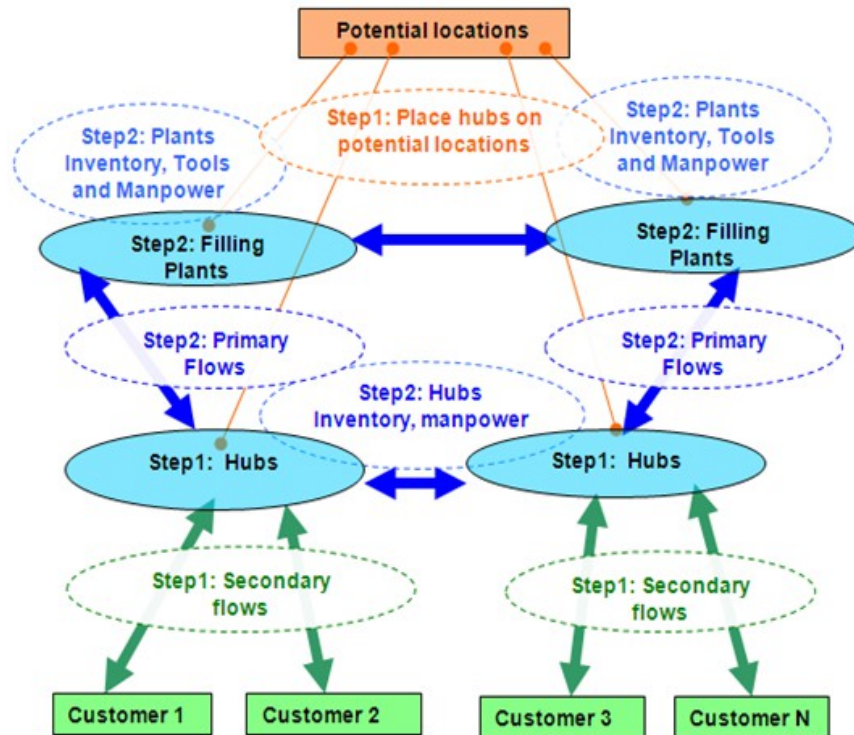 Potential locations
Step2: Plants
Inventory, Tools
and Manpower
Step1: Place hubs on
potential locations
Step2: Plants
Inventory, Tools
and Manpower
Step2: Filling
Plants
Step2: Filling
Plants
Step2: Primary
Flows
Step2: Primary
Flows
Step2: Hubs
Inventory, manpower
Step1: Hubs
Step1: Hubs
Step1: Secondary
flows
Step1: Secondary
flows
Customer 1
Customer 2
Customer 3
Customer N